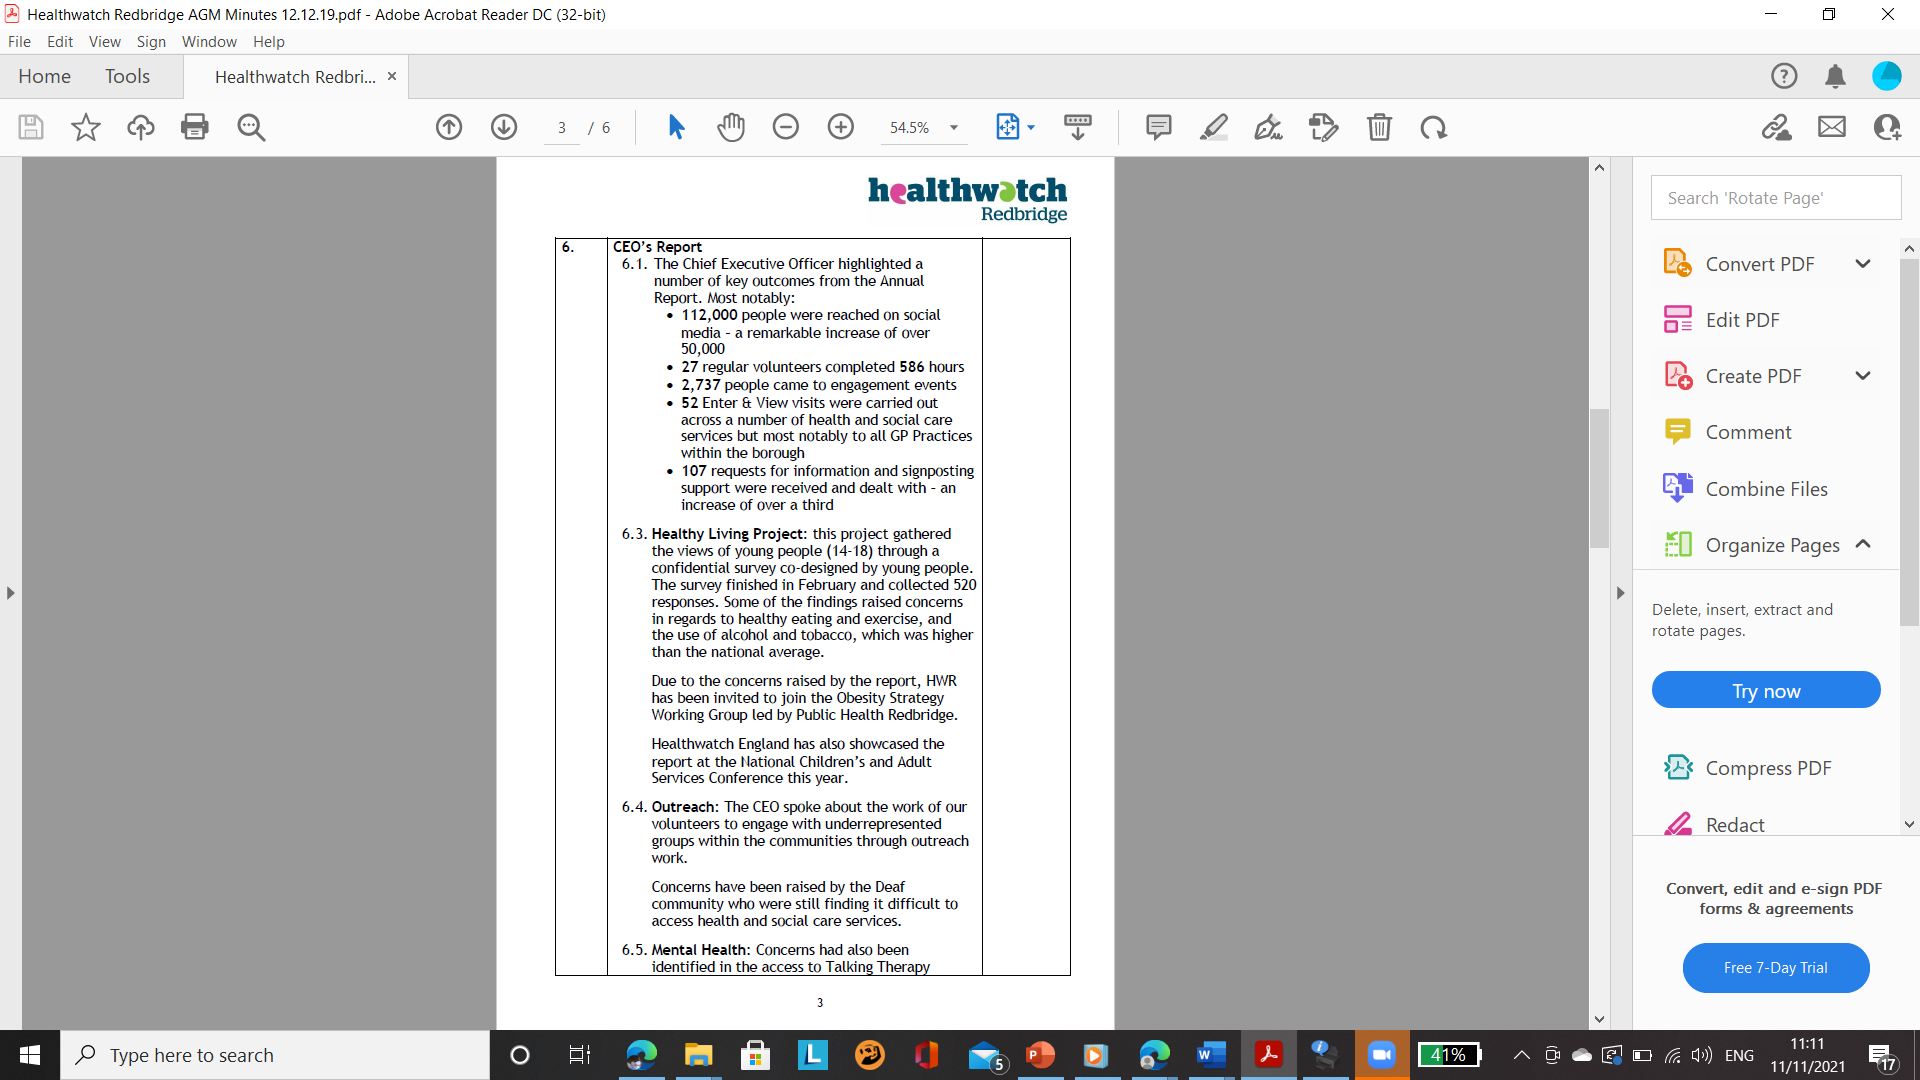 Healthwatch Redbridge AGM Minutes 12.12.19.pdf - Adobe Acrobat Reader DC (32-bit)
File Edit View Sign Window Help
Home Tools Healthwatch Redbri... ×
3 / 6 54.5%
healthwatch
Redbridge
6. CEO's Report
6.1. The Chief Executive Officer highlighted a
number of key outcomes from the Annual
Report. Most notably:
• 112,000 people were reached on social
media – a remarkable increase of over
50,000
• 27 regular volunteers completed 586 hours
• 2,737 people came to engagement events
• 52 Enter & View visits were carried out
across a number of health and social care
services but most notably to all GP Practices
within the borough
• 107 requests for information and signposting
support were received and dealt with – an
increase of over a third
6.3. Healthy Living Project: this project gathered
the views of young people (14-18) through a
confidential survey co-designed by young people.
The survey finished in February and collected 520
responses. Some of the findings raised concerns
in regards to healthy eating and exercise, and
the use of alcohol and tobacco, which was higher
than the national average.
Due to the concerns raised by the report, HWR
has been invited to join the Obesity Strategy
Working Group led by Public Health Redbridge.
Healthwatch England has also showcased the
report at the National Children's and Adult
Services Conference this year.
6.4. Outreach: The CEO spoke about the work of our
volunteers to engage with underrepresented
groups within the communities through outreach
work.
Concerns have been raised by the Deaf
community who were still finding it difficult to
access health and social care services.
6.5. Mental Health: Concerns had also been
identified in the access to Talking Therapy
3
Search 'Rotate Page'
Convert PDF
Edit PDF
Create PDF
Comment
Combine Files
Organize Pages
Delete, insert, extract and
rotate pages.
Try now
Compress PDF
Redact
Convert, edit and e-sign PDF
forms & agreements
Free 7-Day Trial
Type here to search
L
5
P
W
41%
ENG
11:11
11/11/2021
17